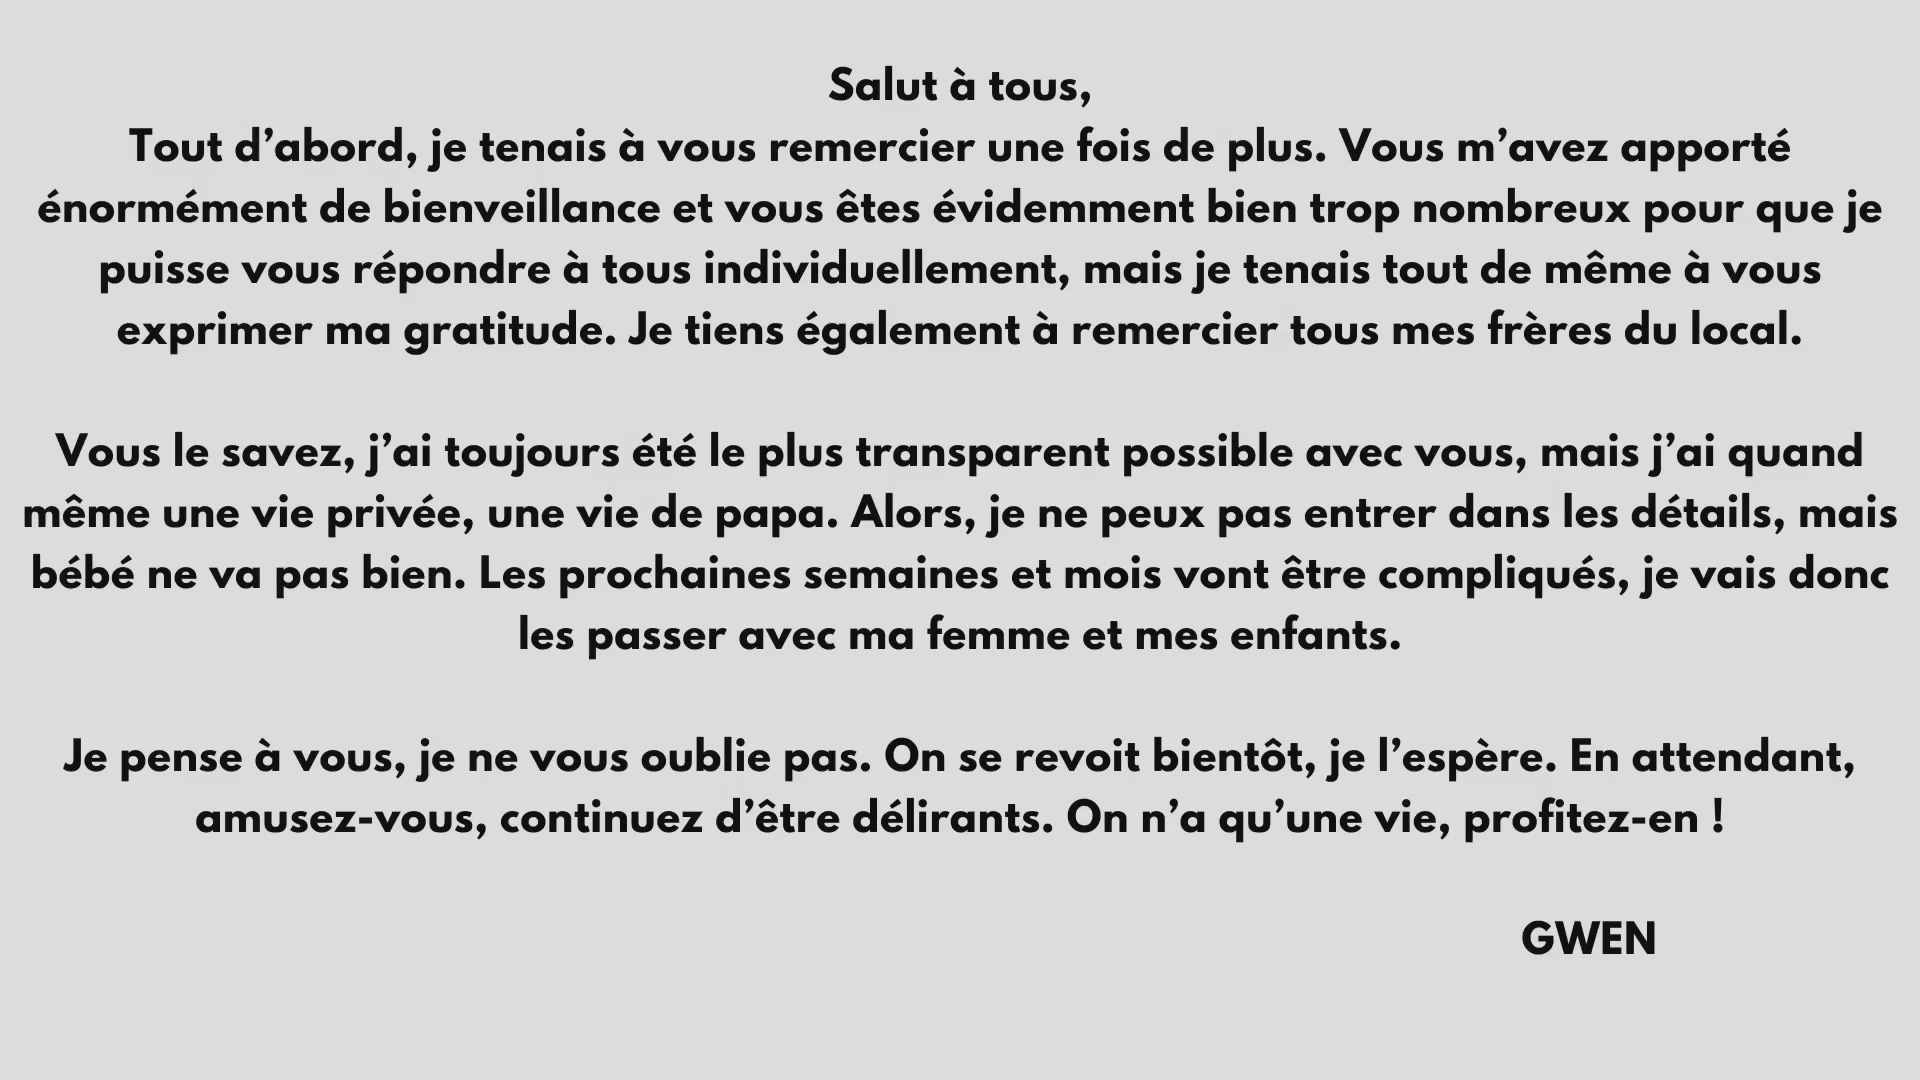 Salut à tous,
Tout d’abord, je tenais à vous remercier une fois de plus. Vous m’avez apporté
énormément de bienveillance et vous êtes évidemment bien trop nombreux pour que je
puisse vous répondre à tous individuellement, mais je tenais tout de même à vous
exprimer ma gratitude. Je tiens également à remercier tous mes frères du local.
Vous le savez, j’ai toujours été le plus transparent possible avec vous, mais j’ai quand
même une vie privée, une vie de papa. Alors, je ne peux pas entrer dans les détails, mais
bébé ne va pas bien. Les prochaines semaines et mois vont être compliqués, je vais donc
les passer avec ma femme et mes enfants.
Je pense à vous, je ne vous oublie pas. On se revoit bientôt, je l’espère. En attendant,
amusez-vous, continuez d’être délirants. On n’a qu’une vie, profitez-en !
GWEN